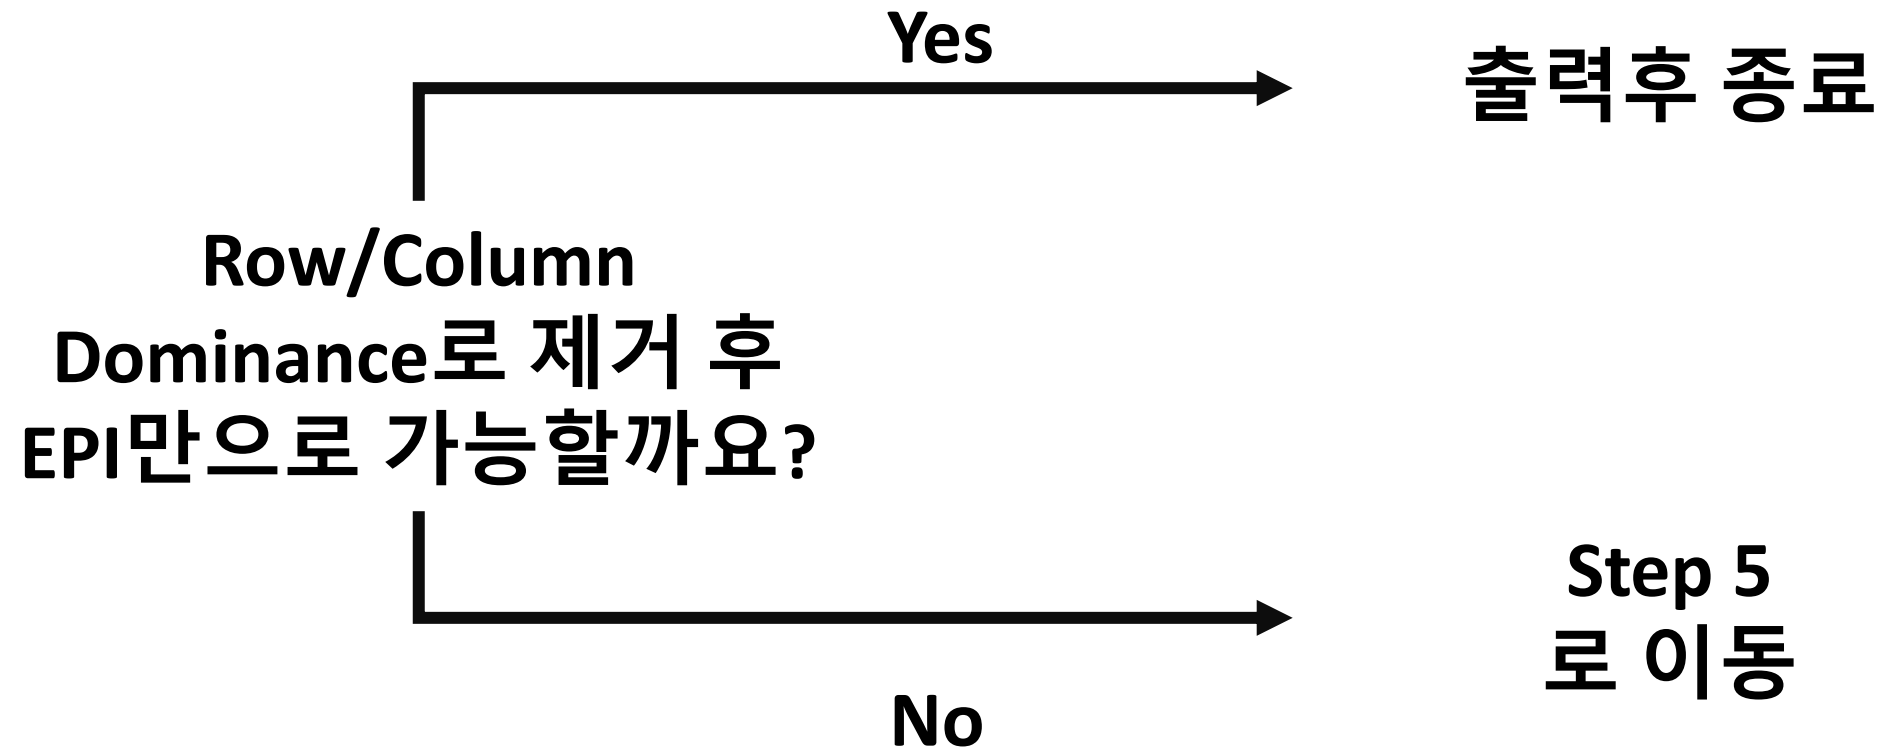 Yes
출력후 종료
Row/Column
Dominance로 제거 후
EPI만으로 가능할까요?
Step 5
로 이동
No